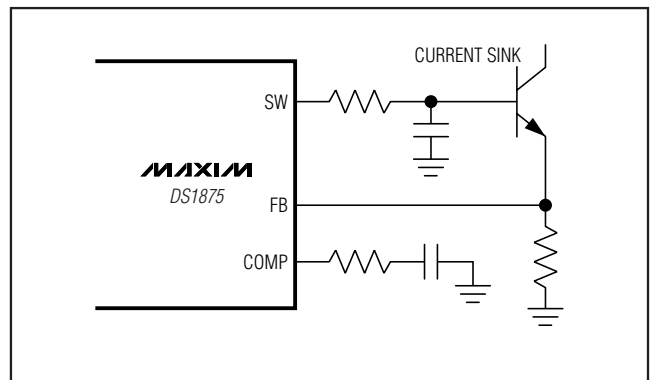 CURRENT SINK
SW
MAXIM
DS1875
FB
COMP